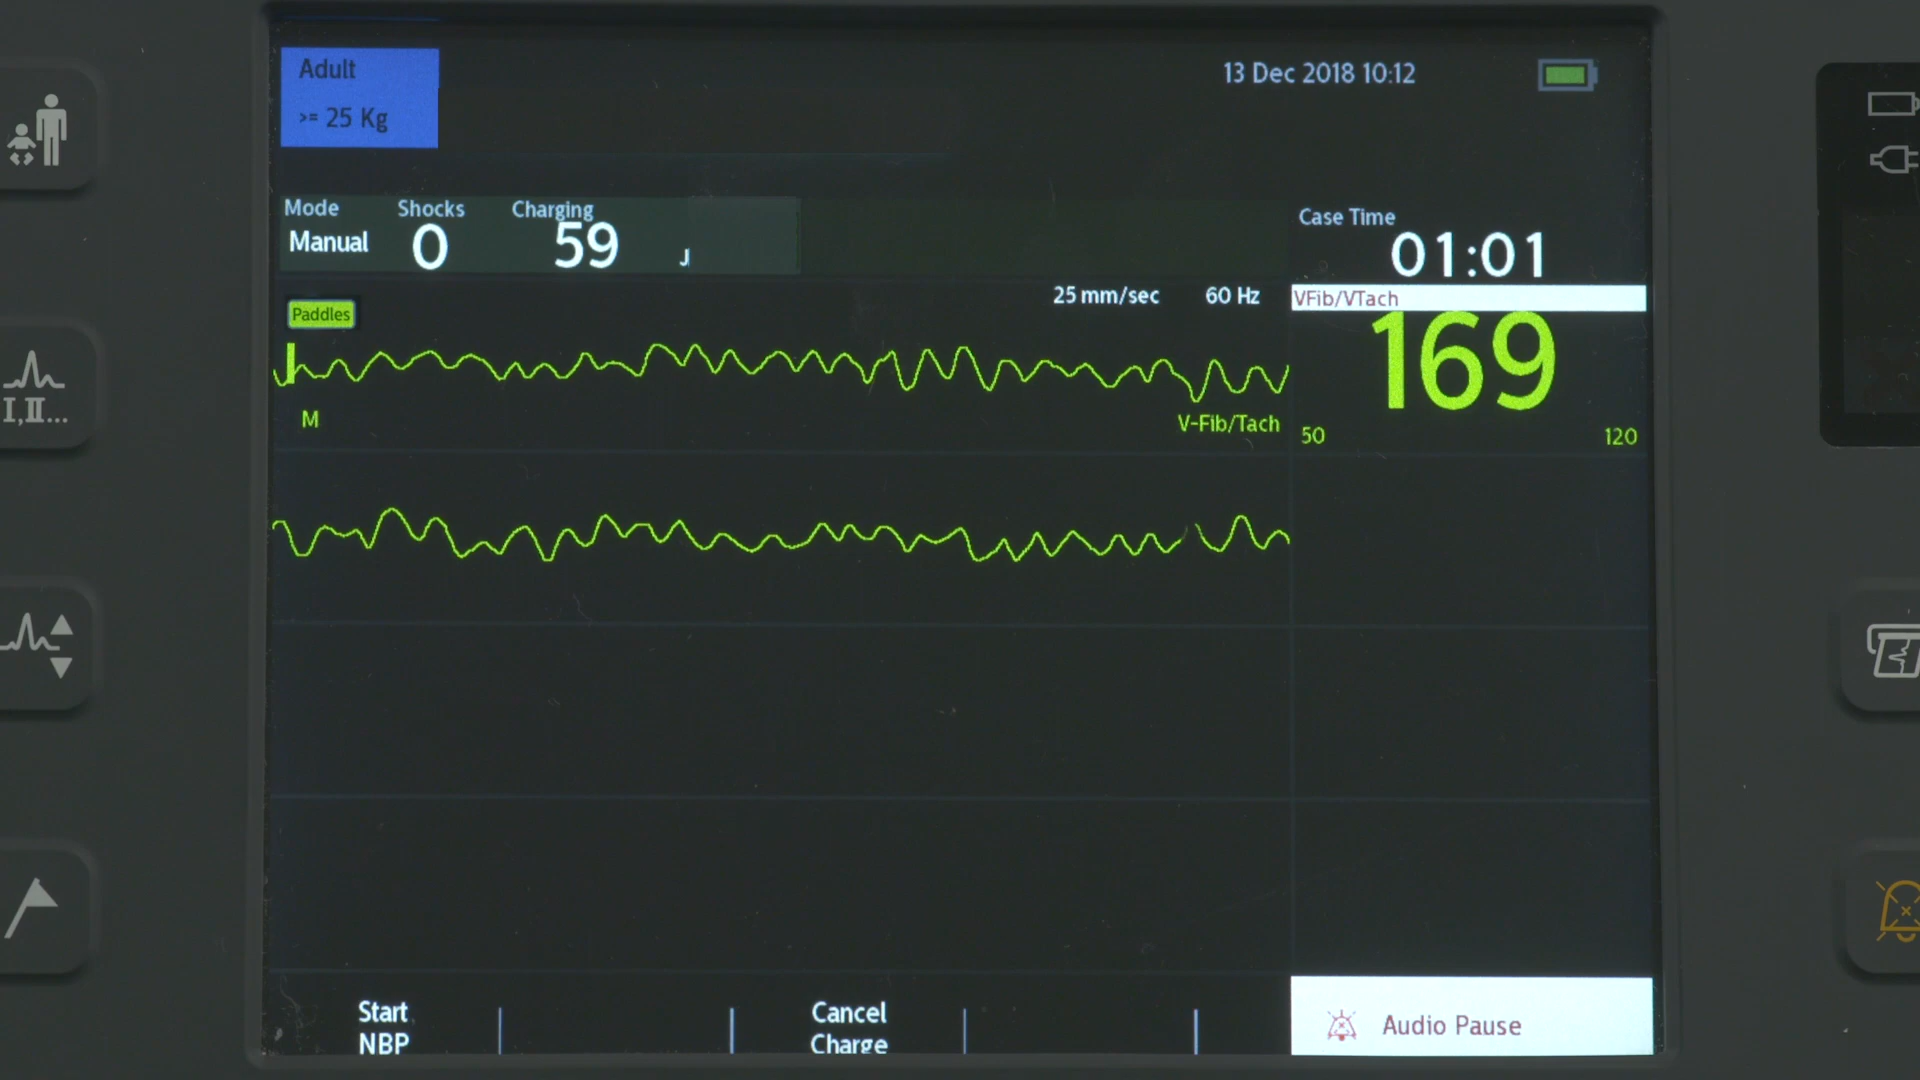 Adult
>= 25 Kg
13 Dec 2018 10:12
Mode Shocks Charging
Manual 0 59 J
Case Time
01:01
25 mm/sec 60 Hz
VFib/VTach
Paddles
169
M
V-Fib/Tach
50 120
I,II...
Start
NBP
Cancel
Charge
Audio Pause